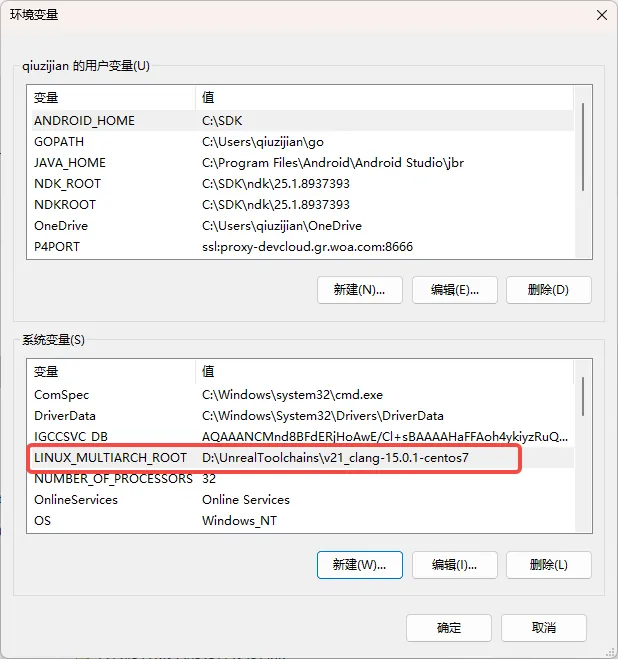 环境变量
qiuzijian 的用户变量(U)
变量 值
ANDROID_HOME C:\SDK
GOPATH C:\Users\qiuzijian\go
JAVA_HOME C:\Program Files\Android\Android Studio\jbr
NDK_ROOT C:\SDK\ndk\25.1.8937393
NDKROOT C:\SDK\ndk\25.1.8937393
OneDrive C:\Users\qiuzijian\OneDrive
P4PORT ssl:proxy-devcloud.gr.woa.com:8666
新建(N)... 编辑(E)... 删除(D)
系统变量(S)
变量 值
ComSpec C:\Windows\system32\cmd.exe
DriverData C:\Windows\System32\Drivers\DriverData
IGCCSVC_DB AQAAANCMnd8BFdERjHoAwE/Cl+sBAAAAHaFFAoh4ykiyzRuQ...
LINUX_MULTIARCH_ROOT D:\UnrealToolchains\v21_clang-15.0.1-centos7
NUMBER_OF_PROCESSORS 32
OnlineServices Online Services
OS Windows_NT
新建(W)... 编辑(I)... 删除(L)
确定 取消